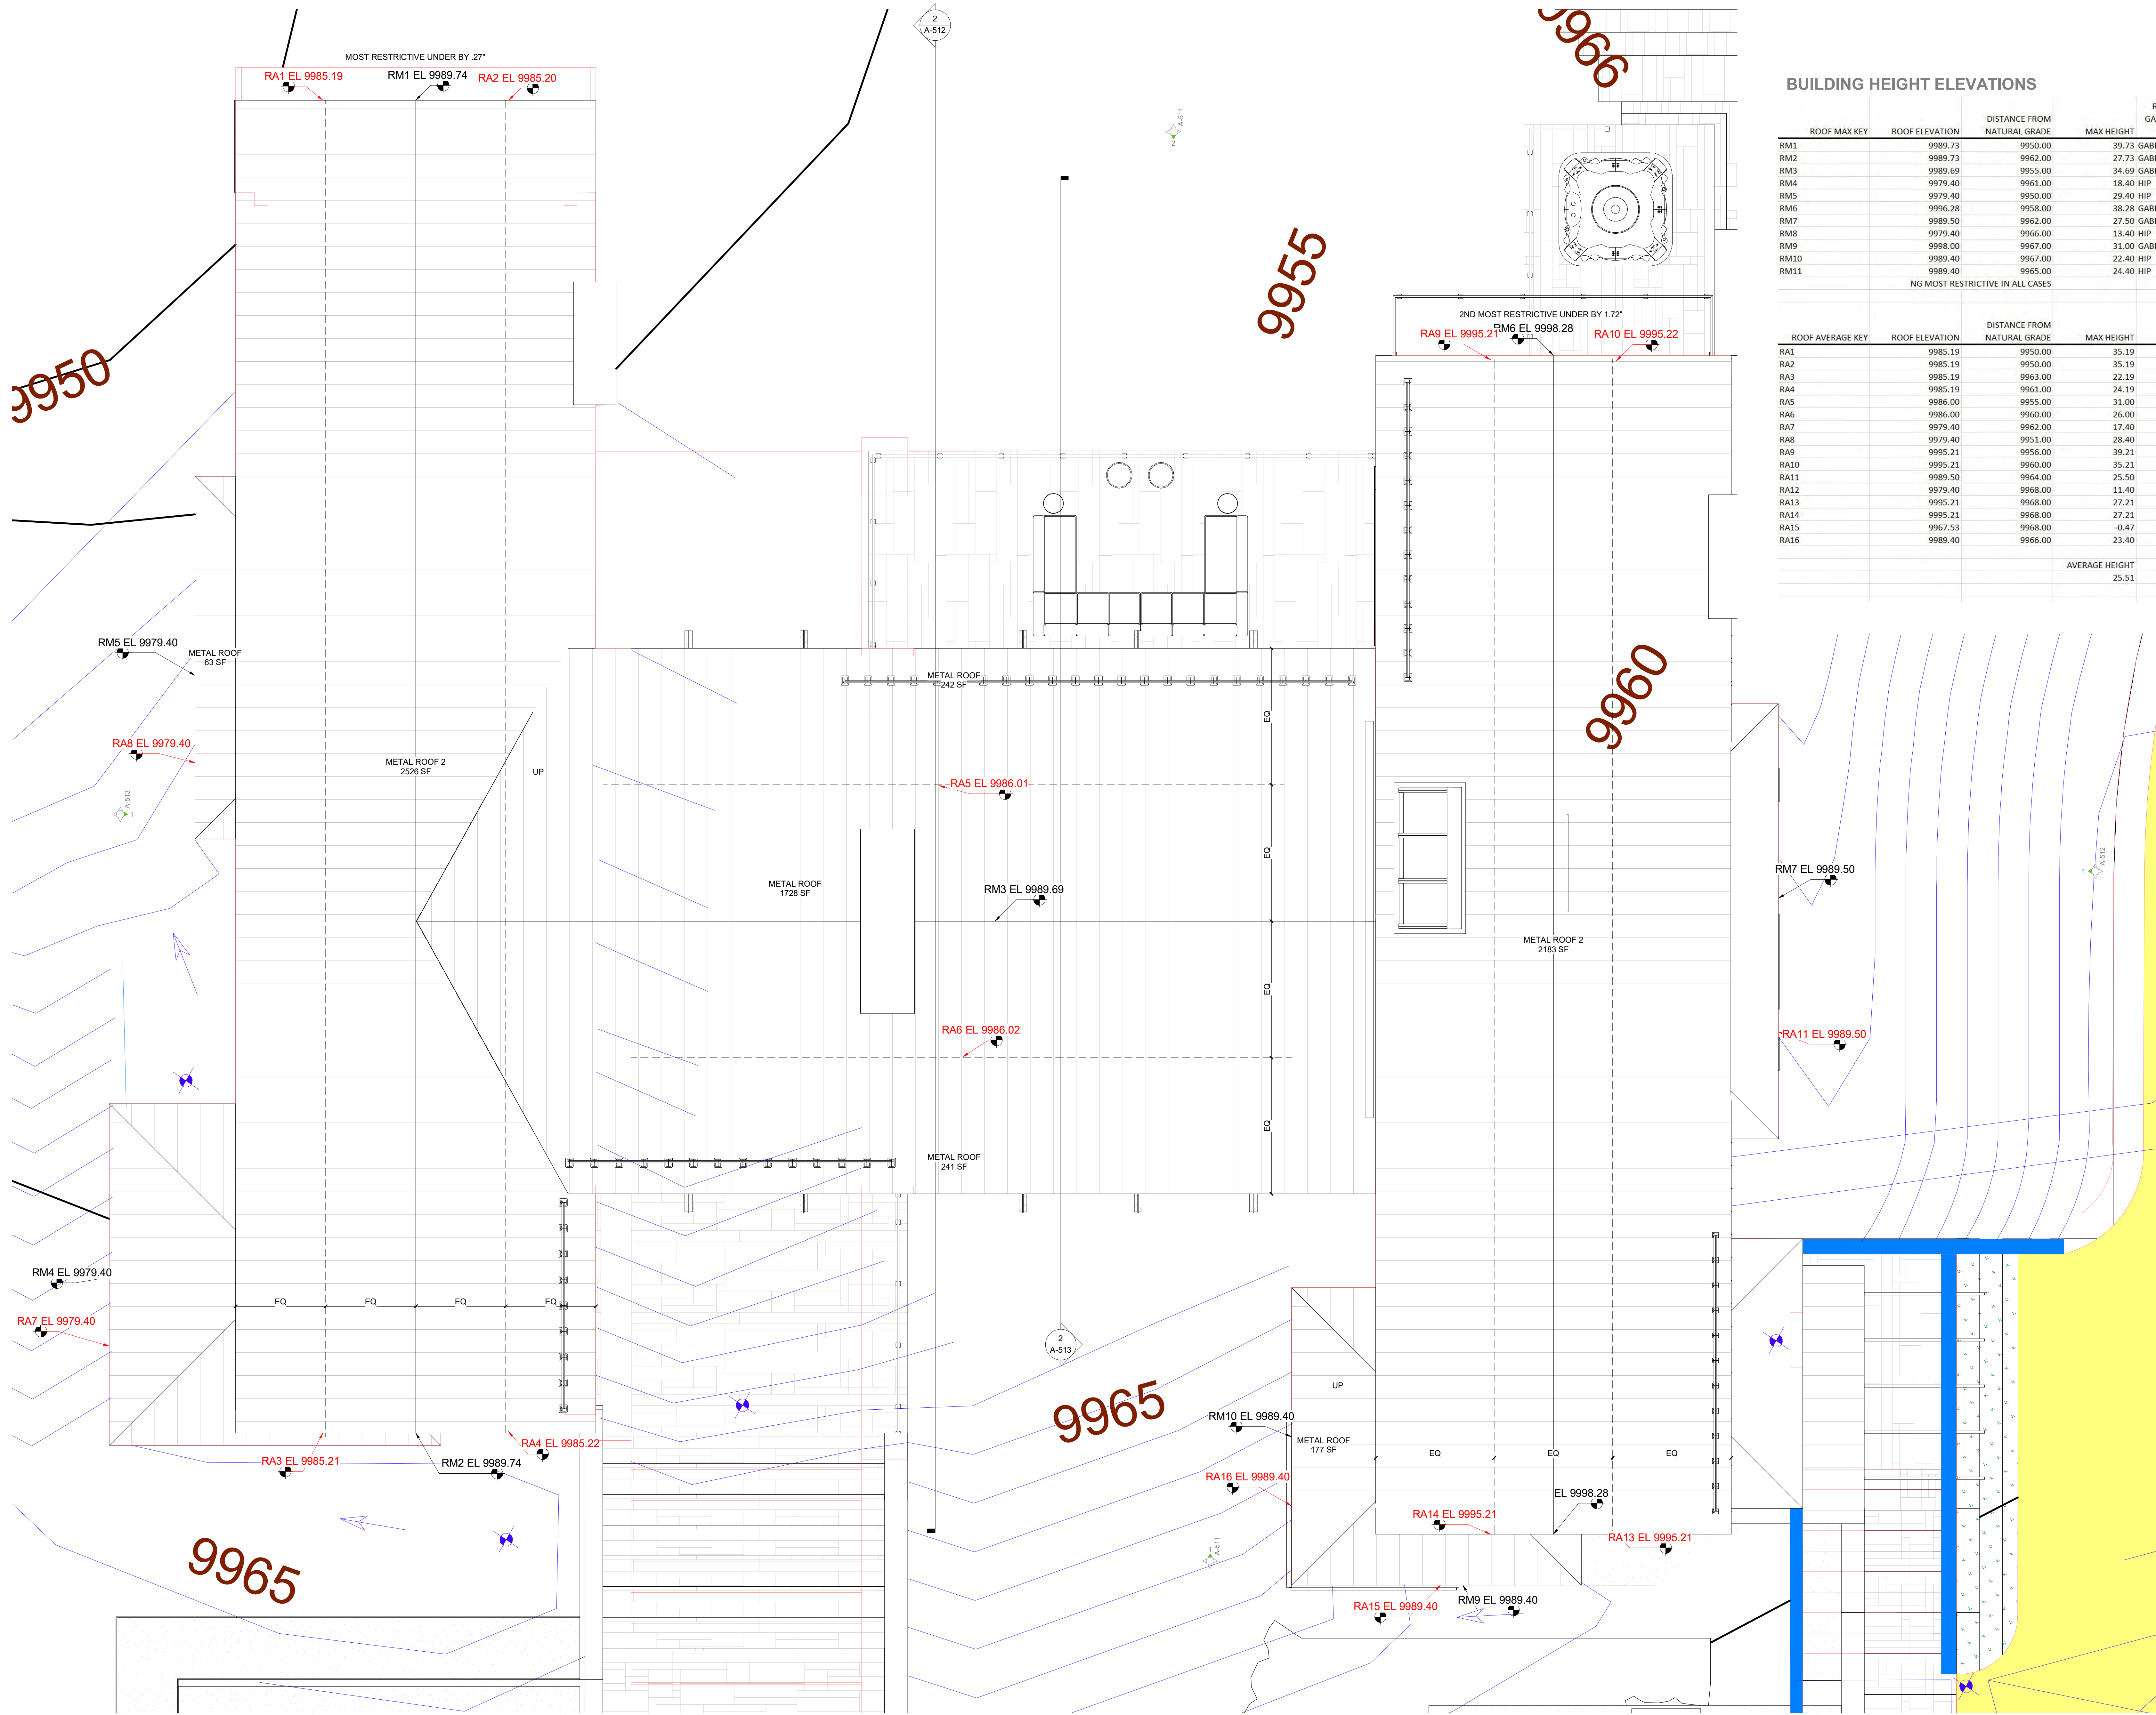 2
A-512
MOST RESTRICTIVE UNDER BY .27"
RA1 EL 9985.19
RM1 EL 9989.74
RA2 EL 9985.20
9966
A-511
2
BUILDING HEIGHT ELEVATIONS
ROOF MAX KEY ROOF ELEVATION DISTANCE FROM NATURAL GRADE MAX HEIGHT
RM1 9989.73 9950.00 39.73
RM2 9989.73 9962.00 27.73
RM3 9989.69 9955.00 34.69
RM4 9979.40 9961.00 18.40 HIP
RM5 9979.40 9950.00 29.40 HIP
RM6 9996.28 9958.00 38.28
RM7 9989.50 9962.00 27.50
RM8 9979.40 9966.00 13.40 HIP
RM9 9998.00 9967.00 31.00
RM10 9989.40 9967.00 22.40 HIP
RM11 9989.40 9965.00 24.40 HIP
NG MOST RESTRICTIVE IN ALL CASES
ROOF AVERAGE KEY ROOF ELEVATION DISTANCE FROM NATURAL GRADE MAX HEIGHT
RA1 9985.19 9950.00 35.19
RA2 9985.19 9950.00 35.19
RA3 9985.19 9963.00 22.19
RA4 9985.19 9961.00 24.19
RA5 9986.00 9955.00 31.00
RA6 9986.00 9960.00 26.00
RA7 9979.40 9962.00 17.40
RA8 9979.40 9951.00 28.40
RA9 9995.21 9956.00 39.21
RA10 9995.21 9960.00 35.21
RA11 9989.50 9964.00 25.50
RA12 9979.40 9968.00 11.40
RA13 9995.21 9968.00 27.21
RA14 9995.21 9968.00 27.21
RA15 9967.53 9968.00 -0.47
RA16 9989.40 9966.00 23.40
AVERAGE HEIGHT
25.51
9950
9955
2ND MOST RESTRICTIVE UNDER BY 1.72"
RA9 EL 9995.21
RM6 EL 9998.28
RA10 EL 9995.22
RM5 EL 9979.40
METAL ROOF
63 SF
METAL ROOF
242 SF
9960
EQ
RA8 EL 9979.40
METAL ROOF 2
2526 SF
UP
RA5 EL 9986.01
A-513
1
EQ
METAL ROOF
1728 SF
RM3 EL 9989.69
RM7 EL 9989.50
A-512
1
METAL ROOF 2
2183 SF
EQ
RA6 EL 9986.02
RA11 EL 9989.50
EQ
METAL ROOF
241 SF
RM4 EL 9979.40
EQ EQ EQ EQ
RA7 EL 9979.40
2
A-513
9965
UP
RM10 EL 9989.40
METAL ROOF
177 SF
EQ EQ EQ
RA3 EL 9985.21
RM2 EL 9989.74
RA4 EL 9985.22
RA16 EL 9989.40
EL 9998.28
RA14 EL 9995.21
RA13 EL 9995.21
A-511
9965
RA15 EL 9989.40
RM9 EL 9989.40